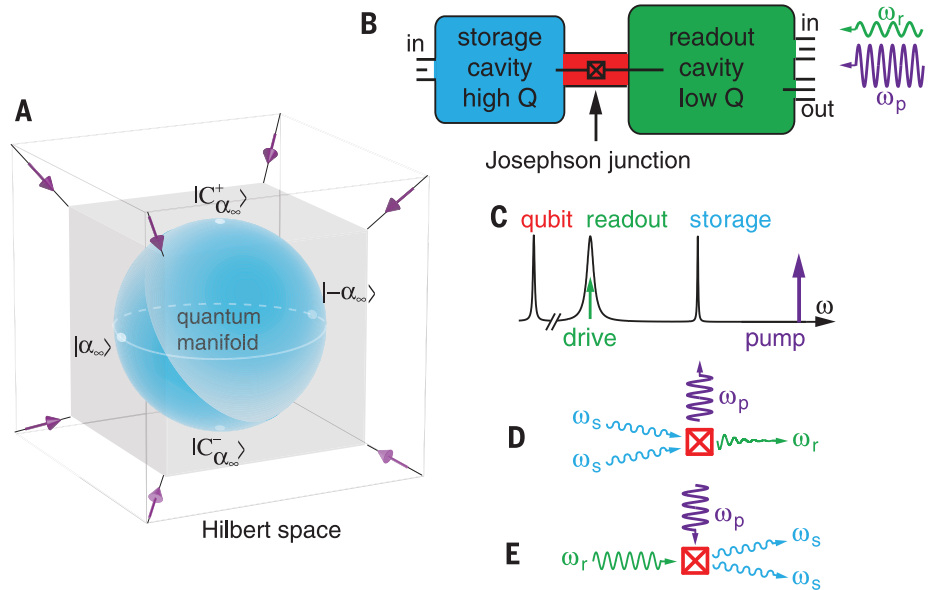 A
|C⁺α∞⟩
|−α∞⟩
quantum
manifold
|α∞⟩
|C⁻α∞⟩
Hilbert space
B
in
storage
cavity
high Q
readout
cavity
low Q
in
out
ωr
ωp
Josephson junction
C
qubit
readout
storage
drive
pump
ω
D
ωs
ωs
ωp
ωr
E
ωr
ωp
ωs
ωs